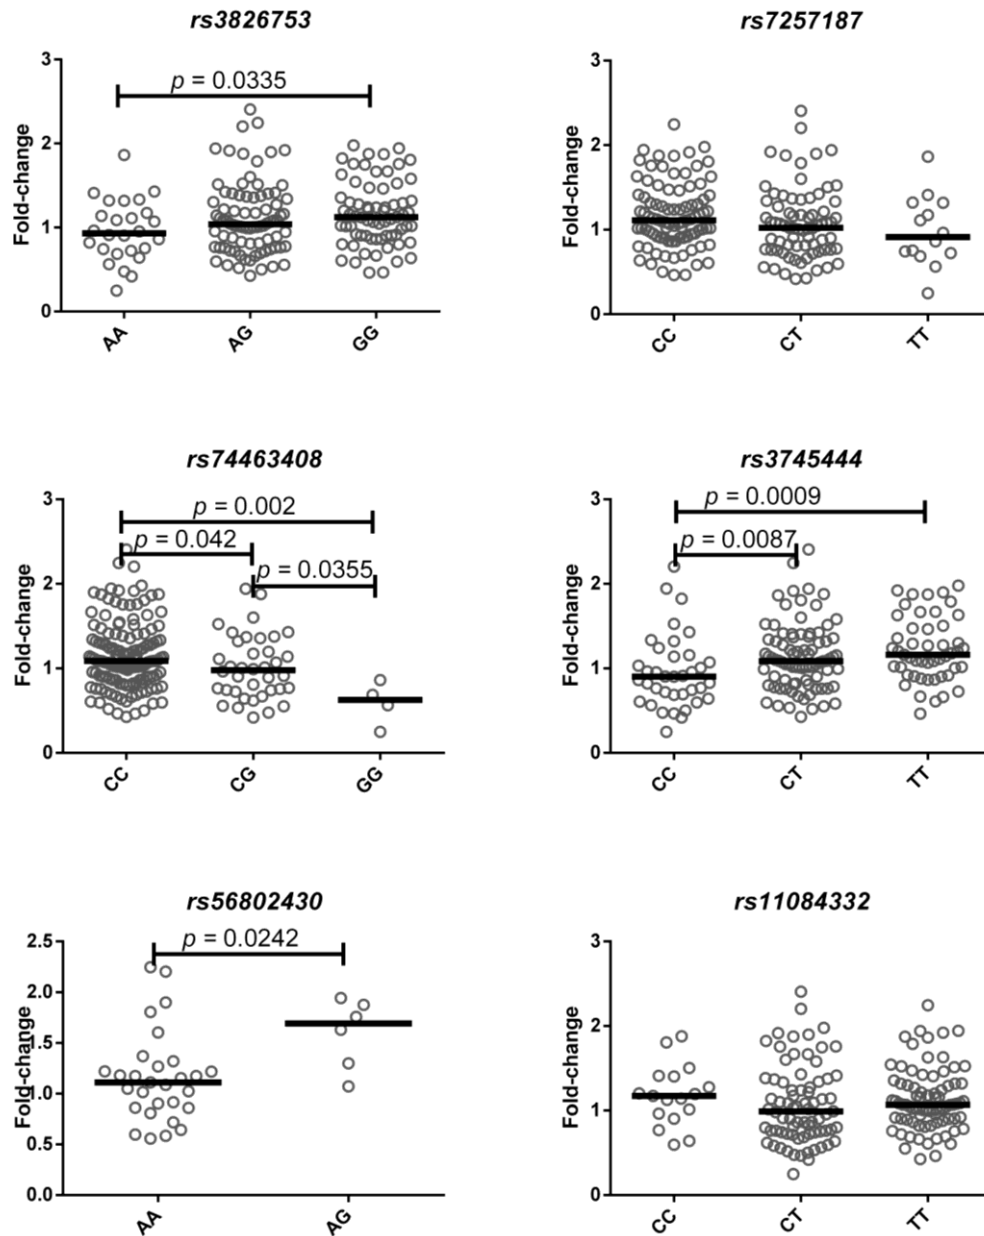 rs3826753
Fold-change
3
2
1
0
p = 0.0335
AA
AG
GG
rs7257187
Fold-change
3
2
1
0
CC
CT
TT
rs74463408
Fold-change
3
2
1
0
p = 0.002
p = 0.042
p = 0.0355
CC
CG
GG
rs3745444
Fold-change
3
2
1
0
p = 0.0009
p = 0.0087
CC
CT
TT
rs56802430
Fold-change
2.5
2.0
1.5
1.0
0.5
0.0
p = 0.0242
AA
AG
rs11084332
Fold-change
3
2
1
0
CC
CT
TT